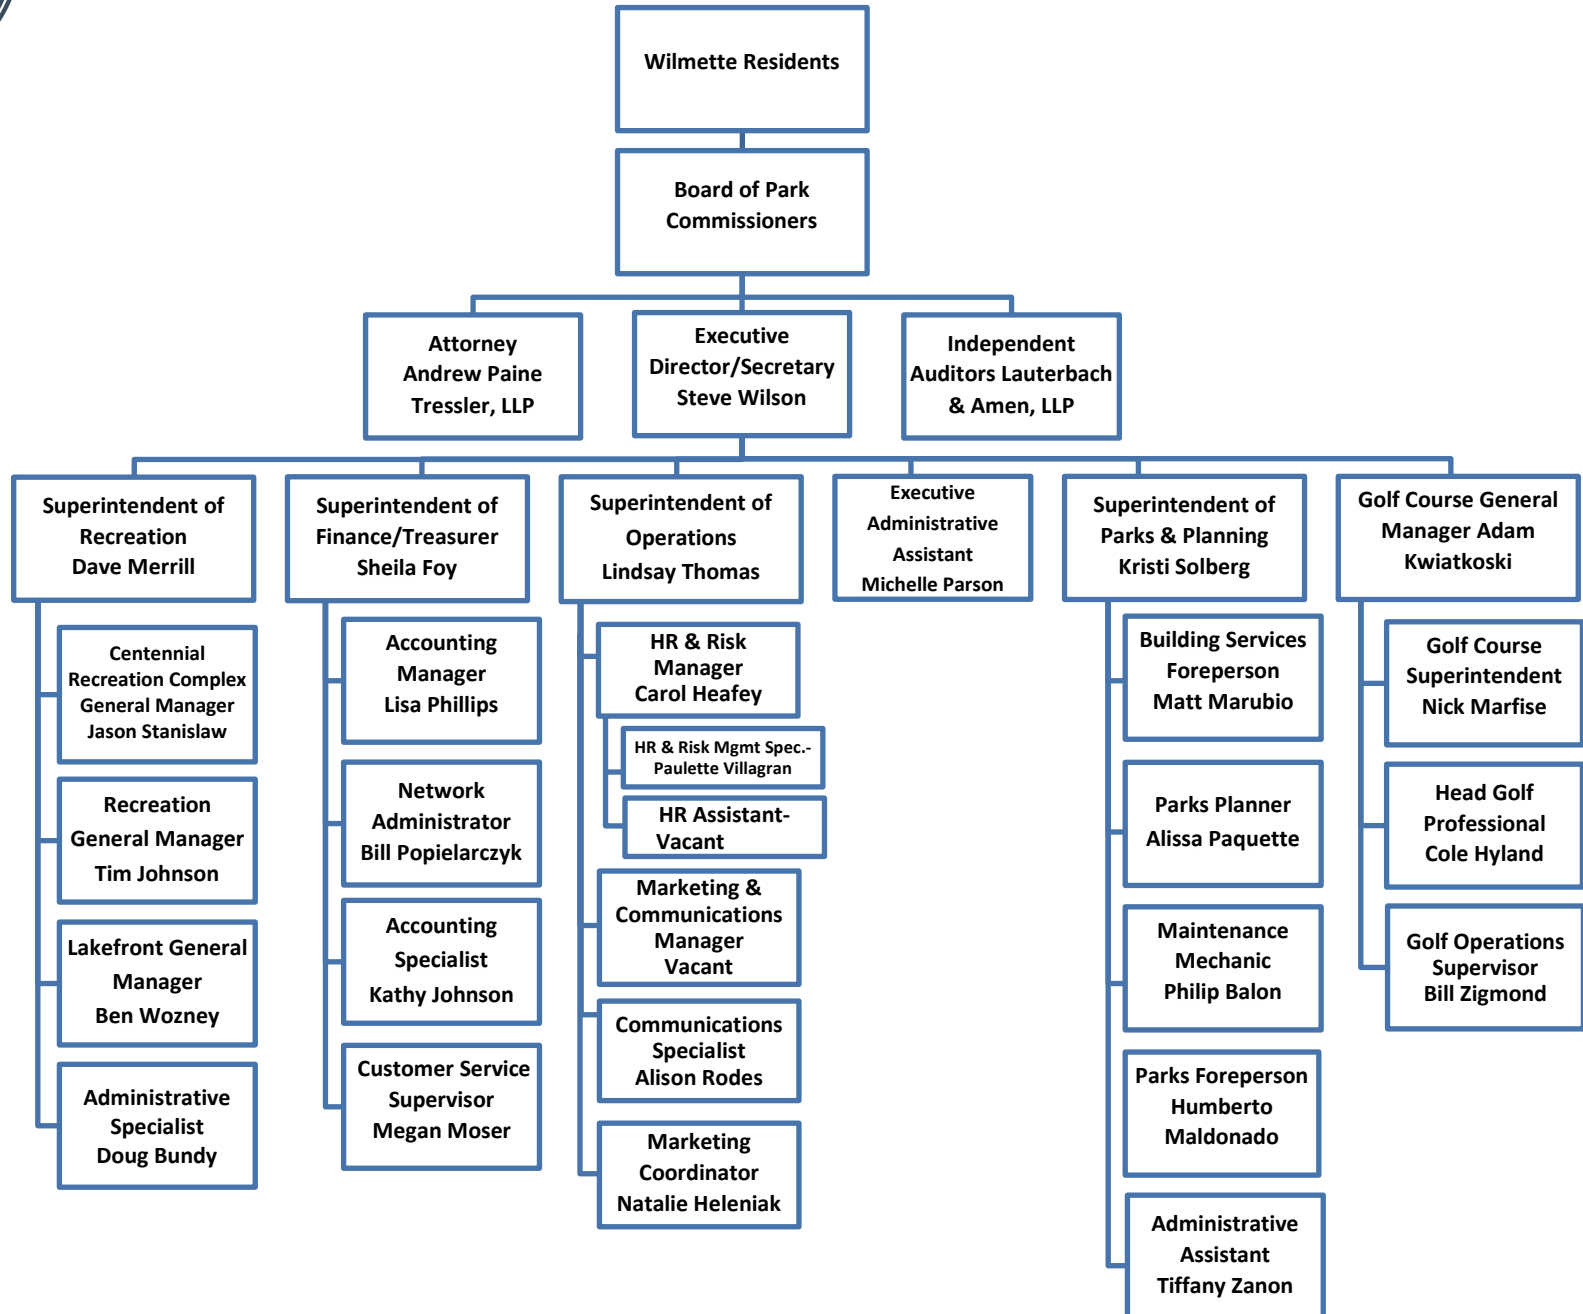 Wilmette Residents
Board of Park
Commissioners
Attorney
Andrew Paine
Tressler, LLP
Executive
Director/Secretary
Steve Wilson
Independent
Auditors Lauterbach
& Amen, LLP
Superintendent of
Recreation
Dave Merrill
Superintendent of
Finance/Treasurer
Sheila Foy
Superintendent of
Operations
Lindsay Thomas
Executive
Administrative
Assistant
Michelle Parson
Superintendent of
Parks & Planning
Kristi Solberg
Golf Course General
Manager Adam
Kwiatkoski
Centennial
Recreation Complex
General Manager
Jason Stanislaw
Recreation
General Manager
Tim Johnson
Lakefront General
Manager
Ben Wozney
Administrative
Specialist
Doug Bundy
Accounting
Manager
Lisa Phillips
Network
Administrator
Bill Popielarczyk
Accounting
Specialist
Kathy Johnson
Customer Service
Supervisor
Megan Moser
HR & Risk
Manager
Carol Heafey
HR & Risk Mgmt Spec.-
Paulette Villagran
HR Assistant-
Vacant
Marketing &
Communications
Manager
Vacant
Communications
Specialist
Alison Rodes
Marketing
Coordinator
Natalie Heleniak
Building Services
Foreperson
Matt Marubio
Parks Planner
Alissa Paquette
Maintenance
Mechanic
Philip Balon
Parks Foreperson
Humberto
Maldonado
Administrative
Assistant
Tiffany Zanon
Golf Course
Superintendent
Nick Marfise
Head Golf
Professional
Cole Hyland
Golf Operations
Supervisor
Bill Zigmond